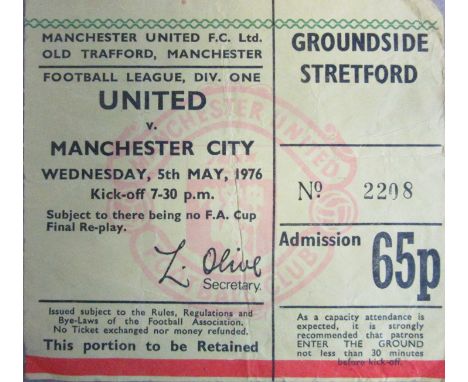 MANCHESTER UNITED F.C. Ltd.
OLD TRAFFORD, MANCHESTER
FOOTBALL LEAGUE, DIV. ONE
UNITED
v.
MANCHESTER CITY
WEDNESDAY, 5th MAY, 1976
Kick-off 7-30 p.m.
Subject to there being no F.A. Cup
Final Re-play.
L. Olive
Secretary.
Issued subject to the Rules, Regulations and
Bye-Laws of the Football Association.
No Ticket exchanged nor money refunded.
This portion to be Retained
GROUNDSIDE
STRETFORD
No 2208
Admission 65p
As a capacity attendance is
expected, it is strongly
recommended that patrons
ENTER THE GROUND
not less than 30 minutes
before kick-off.
MANCHESTER UNITED
FOOTBALL CLUB